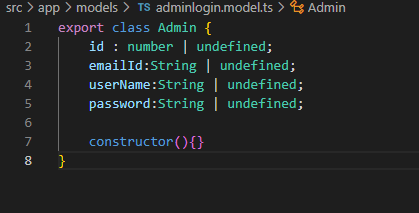 src > app > models > TS adminlogin.model.ts > Admin
1 export class Admin {
2     id : number | undefined;
3     emailId:String | undefined;
4     userName:String | undefined;
5     password:String | undefined;
6
7     constructor(){}
8 }